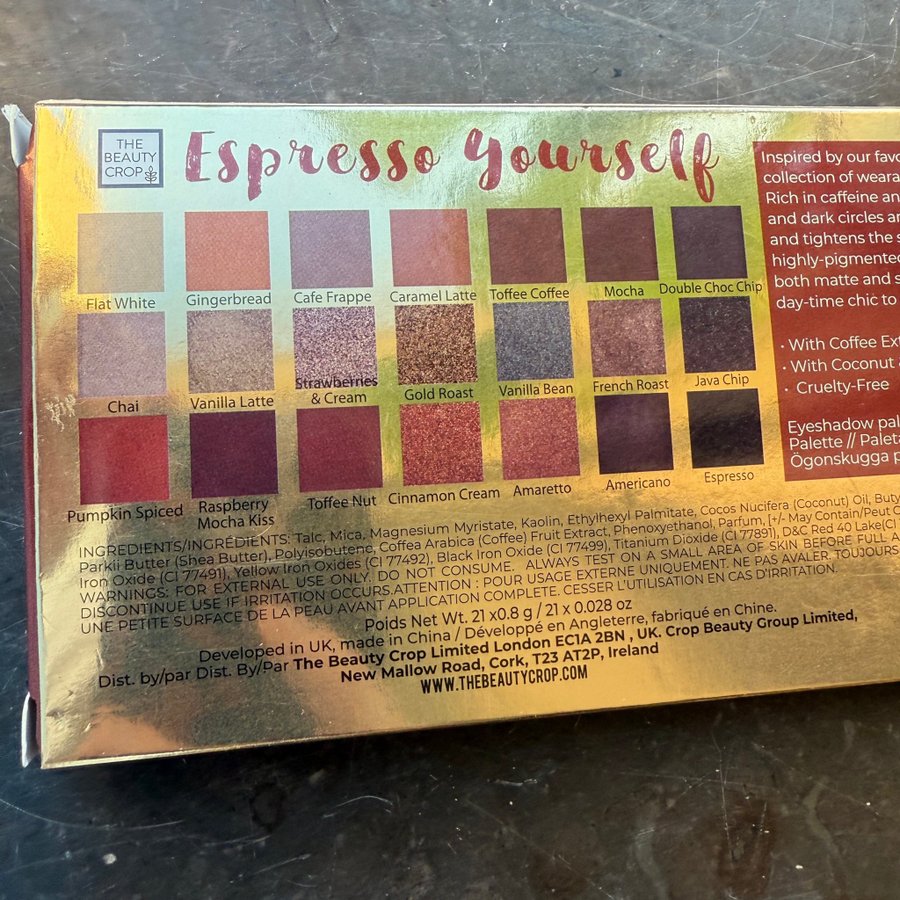 THE
BEAUTY
CROP
Espresso Yourself
Flat White
Gingerbread
Cafe Frappe
Caramel Latte
Toffee Coffee
Mocha
Double Choc Chip
Chai
Vanilla Latte
Strawberries
& Cream
Gold Roast
Vanilla Bean
French Roast
Java Chip
Pumpkin Spiced
Raspberry
Mocha Kiss
Toffee Nut
Cinnamon Cream
Amaretto
Americano
Espresso
Inspired by our favo
collection of weara
Rich in caffeine an
and dark circles a
and tightens the s
highly-pigmented
both matte and s
day-time chic to
• With Coffee Ext
• With Coconut
• Cruelty-Free
Eyeshadow pal
Palette // Palet
Ögonskugga p
INGREDIENTS/INGRÉDIENTS: Talc, Mica, Magnesium Myristate, Kaolin, Ethylhexyl Palmitate, Cocos Nucifera (Coconut) Oil, Buty
Parkii Butter (Shea Butter), Polyisobutene, Coffea Arabica (Coffee) Fruit Extract, Phenoxyethanol, Parfum, [+/- May Contain/Peut C
Iron Oxide (CI 77491), Yellow Iron Oxides (CI 77492), Black Iron Oxide (CI 77499), Titanium Dioxide (CI 77891), D&C Red 40 Lake(CI
WARNINGS: FOR EXTERNAL USE ONLY. DO NOT CONSUME. ALWAYS TEST ON A SMALL AREA OF SKIN BEFORE FULL A
DISCONTINUE USE IF IRRITATION OCCURS.ATTENTION : POUR USAGE EXTERNE UNIQUEMENT. NE PAS AVALER. TOUJOURS
UNE PETITE SURFACE DE LA PEAU AVANT APPLICATION COMPLETE. CESSER L'UTILISATION EN CAS D'IRRITATION.
Poids Net Wt. 21 x0.8 g / 21 x 0.028 oz
Developed in UK, made in China / Développé en Angleterre, fabriqué en Chine.
Dist. by/par Dist. By/Par The Beauty Crop Limited London EC1A 2BN , UK. Crop Beauty Group Limited,
New Mallow Road, Cork, T23 AT2P, Ireland
WWW.THEBEAUTYCROP.COM